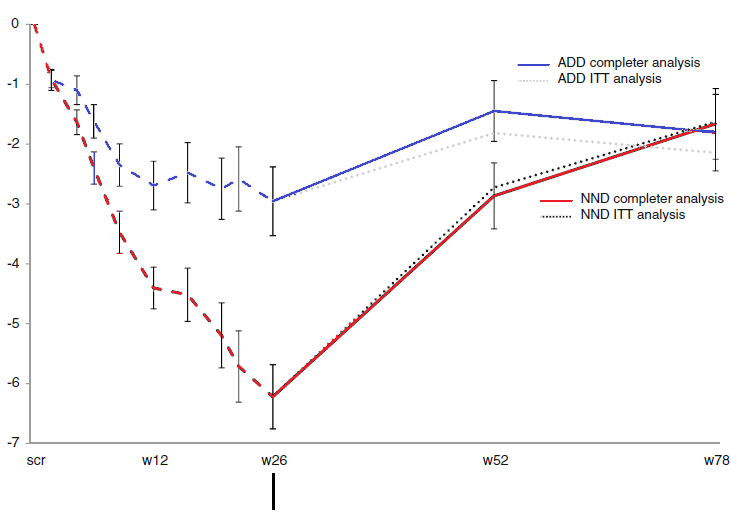 0
-1
-2
-3
-4
-5
-6
-7
scr w12 w26 w52 w78
ADD completer analysis
ADD ITT analysis
NND completer analysis
NND ITT analysis